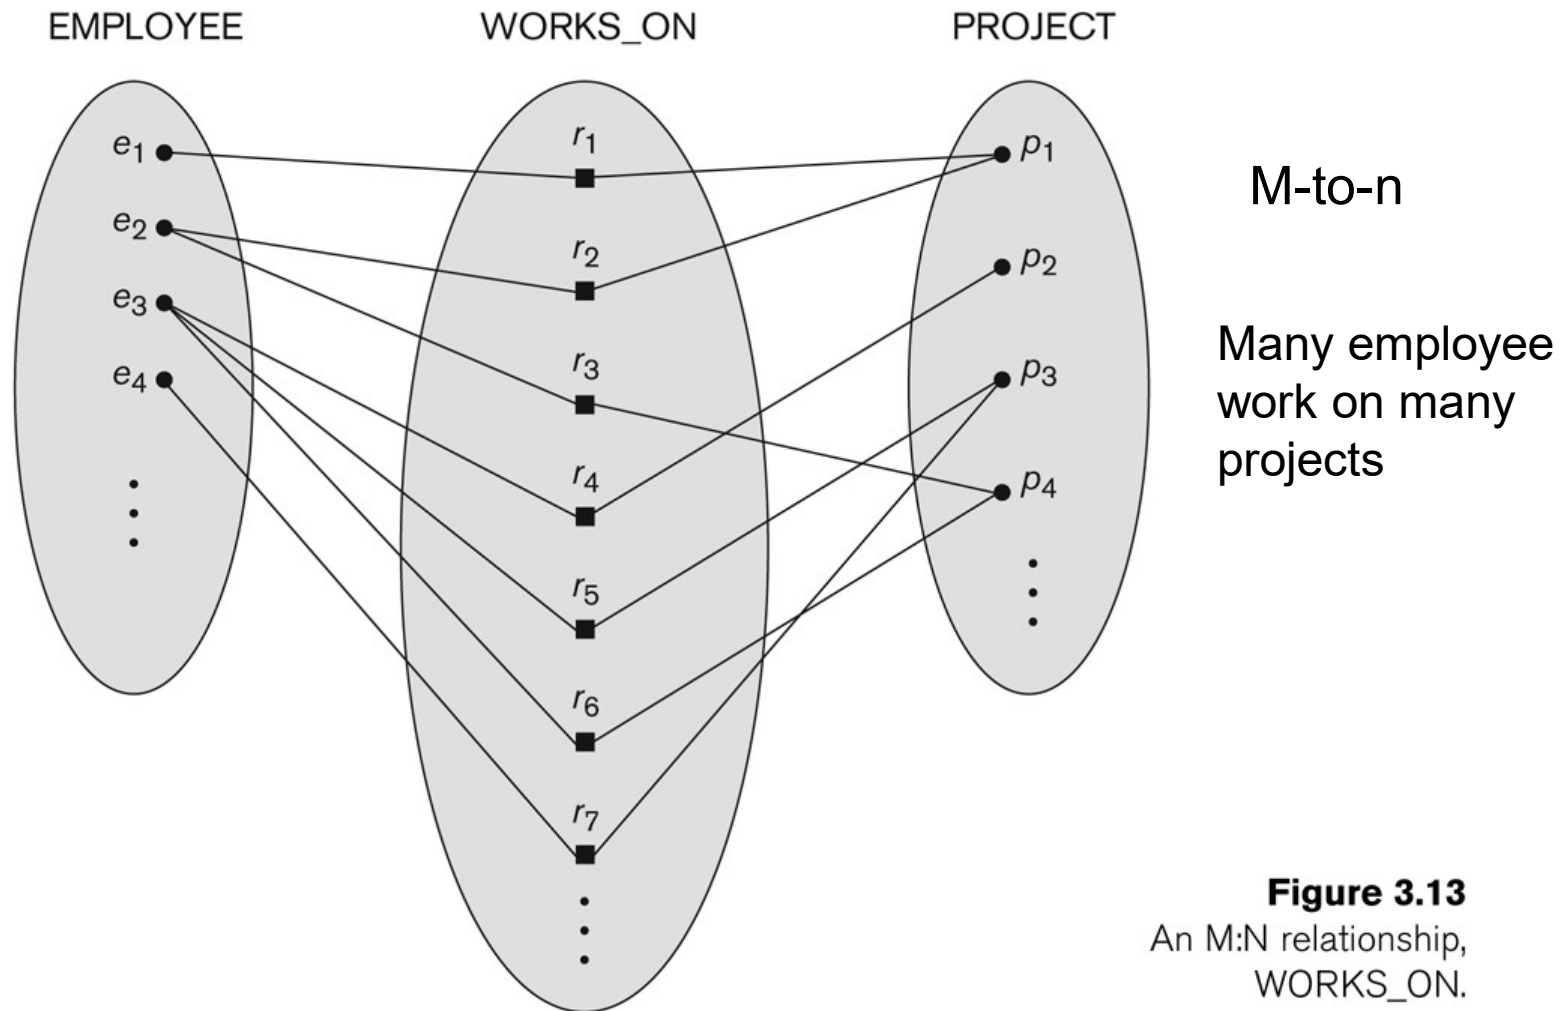 EMPLOYEE
WORKS_ON
PROJECT
e1
e2
e3
e4
r1
r2
r3
r4
r5
r6
r7
p1
p2
p3
p4
M-to-n
Many employee
work on many
projects
Figure 3.13
An M:N relationship,
WORKS_ON.